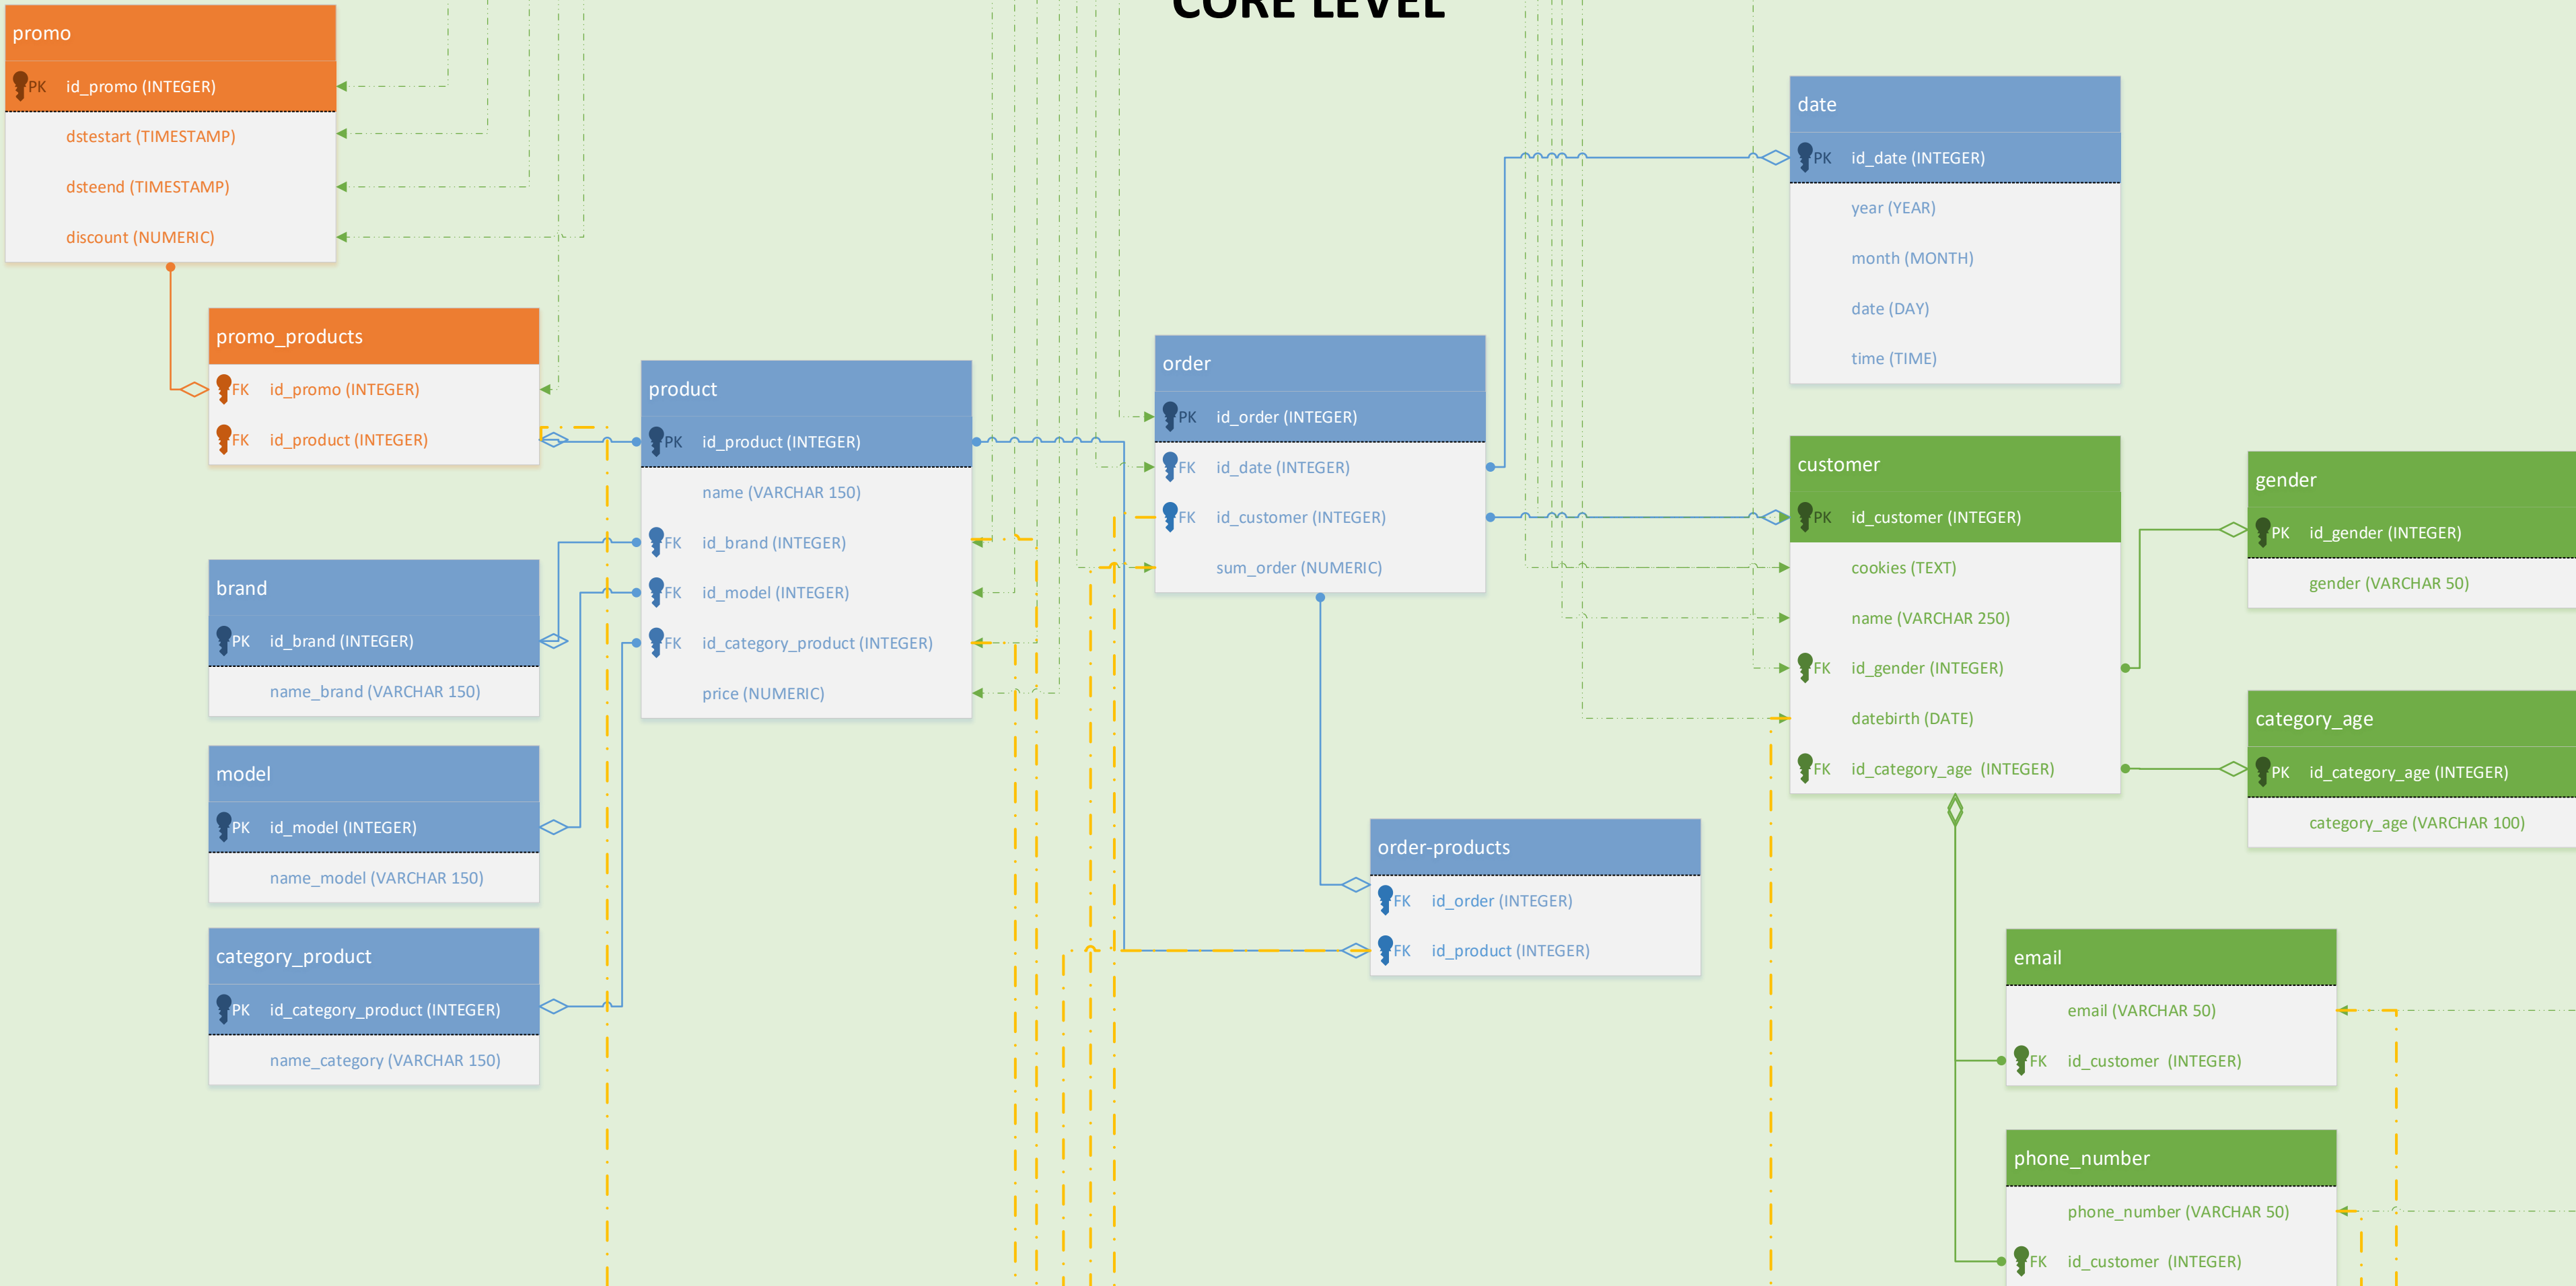 CORE LEVEL
promo
PK id_promo (INTEGER)
dstestart (TIMESTAMP)
dsteend (TIMESTAMP)
discount (NUMERIC)
promo_products
FK id_promo (INTEGER)
FK id_product (INTEGER)
brand
PK id_brand (INTEGER)
name_brand (VARCHAR 150)
model
PK id_model (INTEGER)
name_model (VARCHAR 150)
category_product
PK id_category_product (INTEGER)
name_category (VARCHAR 150)
product
PK id_product (INTEGER)
name (VARCHAR 150)
FK id_brand (INTEGER)
FK id_model (INTEGER)
FK id_category_product (INTEGER)
price (NUMERIC)
order
PK id_order (INTEGER)
FK id_date (INTEGER)
FK id_customer (INTEGER)
sum_order (NUMERIC)
order-products
FK id_order (INTEGER)
FK id_product (INTEGER)
date
PK id_date (INTEGER)
year (YEAR)
month (MONTH)
date (DAY)
time (TIME)
customer
PK id_customer (INTEGER)
cookies (TEXT)
name (VARCHAR 250)
FK id_gender (INTEGER)
datebirth (DATE)
FK id_category_age (INTEGER)
gender
PK id_gender (INTEGER)
gender (VARCHAR 50)
category_age
PK id_category_age (INTEGER)
category_age (VARCHAR 100)
email
email (VARCHAR 50)
FK id_customer (INTEGER)
phone_number
phone_number (VARCHAR 50)
FK id_customer (INTEGER)